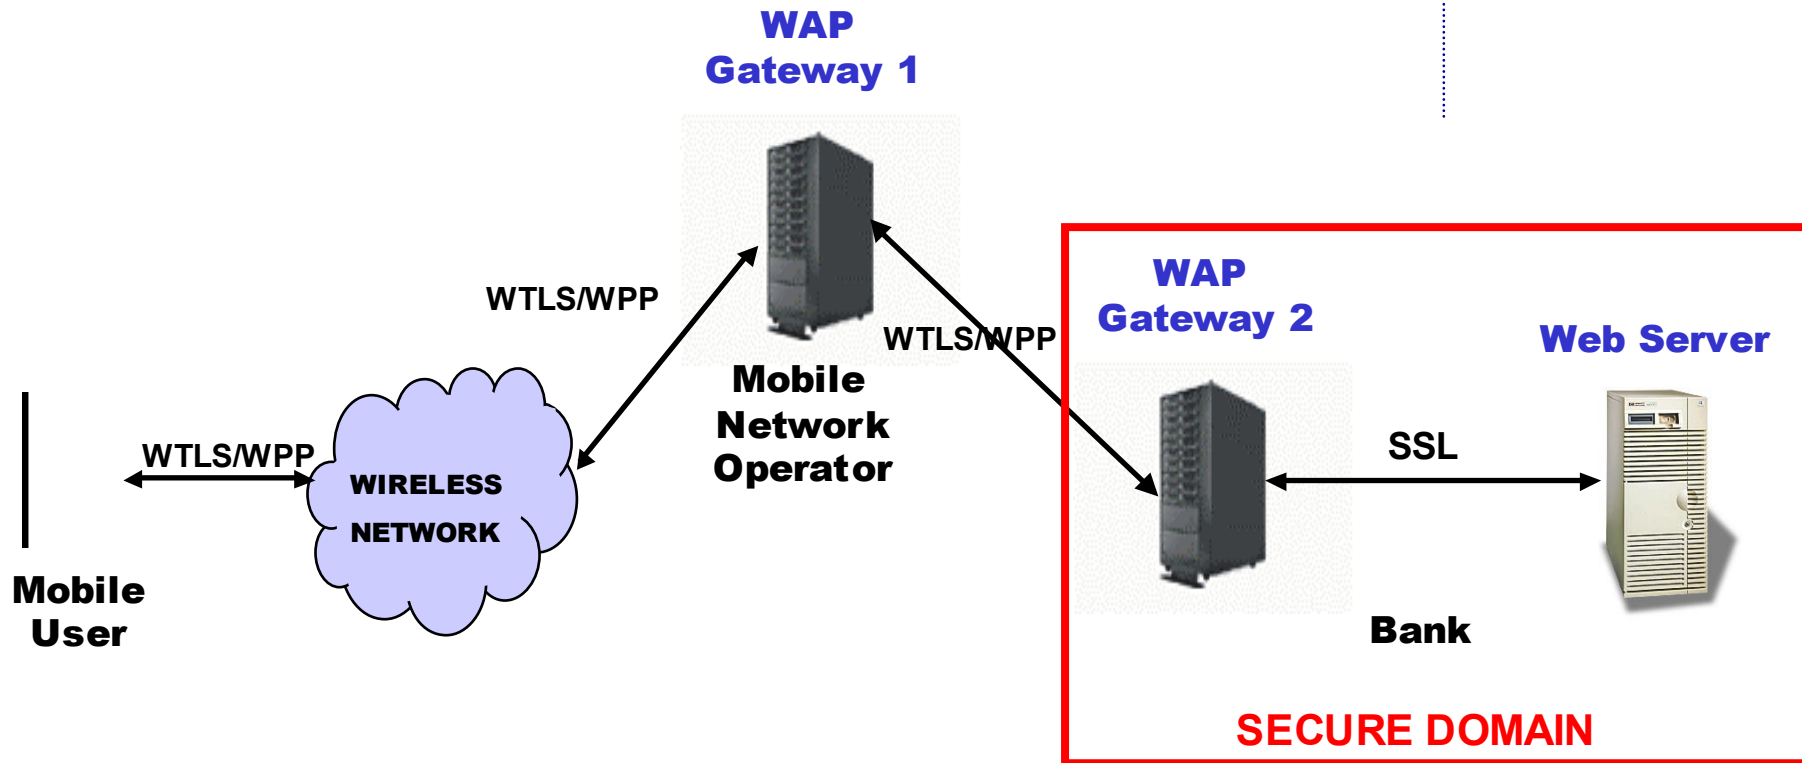 WAP
Gateway 1
WTLS/WPP
WAP
Gateway 2
WTLS/WPP
Web Server
Mobile
Network
Operator
WTLS/WPP
WIRELESS
NETWORK
SSL
Mobile
User
Bank
SECURE DOMAIN